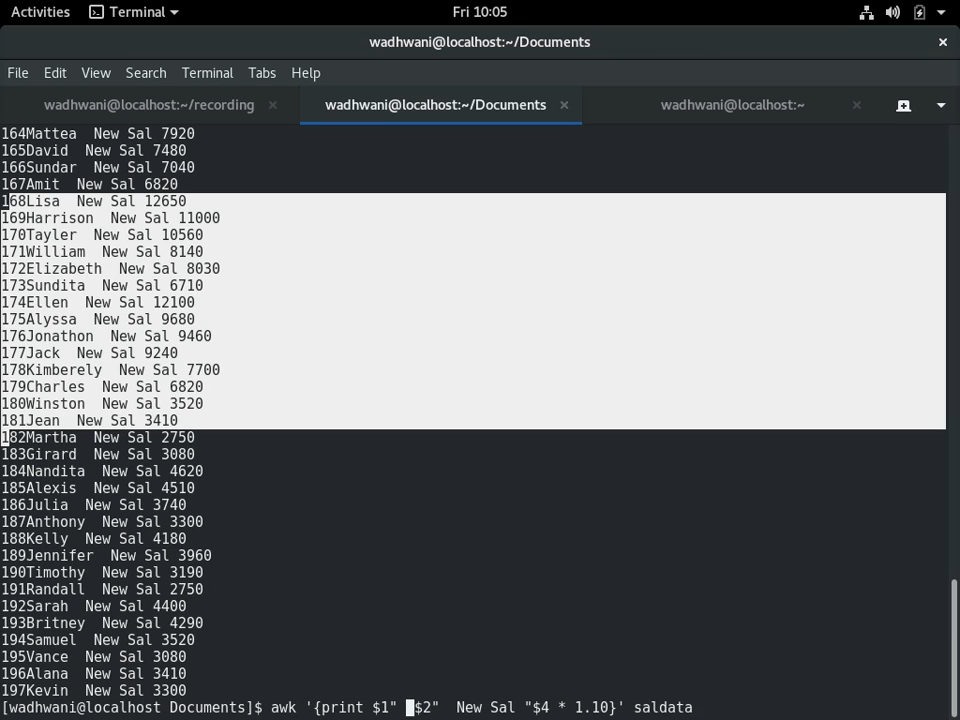 Activities Terminal Fri 10:05
wadhwani@localhost:~/Documents
File Edit View Search Terminal Tabs Help
wadhwani@localhost:~/recording wadhwani@localhost:~/Documents wadhwani@localhost:~
164Mattea  New Sal 7920
165David  New Sal 7480
166Sundar  New Sal 7040
167Amit  New Sal 6820
168Lisa  New Sal 12650
169Harrison  New Sal 11000
170Tayler  New Sal 10560
171William  New Sal 8140
172Elizabeth  New Sal 8030
173Sundita  New Sal 6710
174Ellen  New Sal 12100
175Alyssa  New Sal 9680
176Jonathon  New Sal 9460
177Jack  New Sal 9240
178Kimberely  New Sal 7700
179Charles  New Sal 6820
180Winston  New Sal 3520
181Jean  New Sal 3410
182Martha  New Sal 2750
183Girard  New Sal 3080
184Nandita  New Sal 4620
185Alexis  New Sal 4510
186Julia  New Sal 3740
187Anthony  New Sal 3300
188Kelly  New Sal 4180
189Jennifer  New Sal 3960
190Timothy  New Sal 3190
191Randall  New Sal 2750
192Sarah  New Sal 4400
193Britney  New Sal 4290
194Samuel  New Sal 3520
195Vance  New Sal 3080
196Alana  New Sal 3410
197Kevin  New Sal 3300
[wadhwani@localhost Documents]$ awk '{print $1" "$2"  New Sal "$4 * 1.10}' saldata